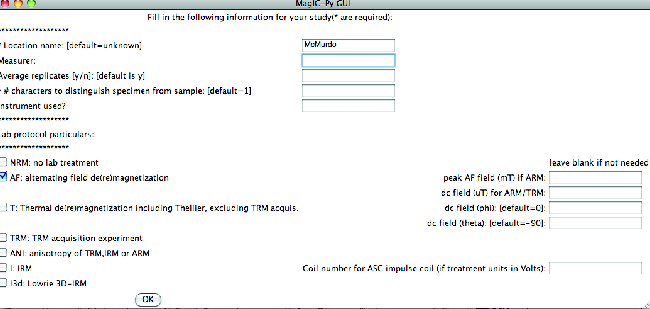 MagIC-Py GUI
Fill in the following information for your study(* are required):
******************
* Location name: [default=unknown] McMurdo
Measurer:
Average replicates [y/n]: [default is y]
* # characters to distinguish specimen from sample: [default=1]
Instrument used?
******************
Lab protocol particulars:
******************
NRM: no lab treatment leave blank if not needed
AF: alternating field de(re)magnetization peak AF field (mT) if ARM:
dc field (uT) for ARM/TRM:
T: Thermal de(re)magnetization including Thellier, excluding TRM acquis. dc field (phi): [default=0]:
dc field (theta): [default=-90]:
TRM: TRM acquisition experiment
ANI: anisotropy of TRM,IRM or ARM
I: IRM Coil number for ASC impulse coil (if treatment units in Volts):
I3d: Lowrie 3D-IRM
OK